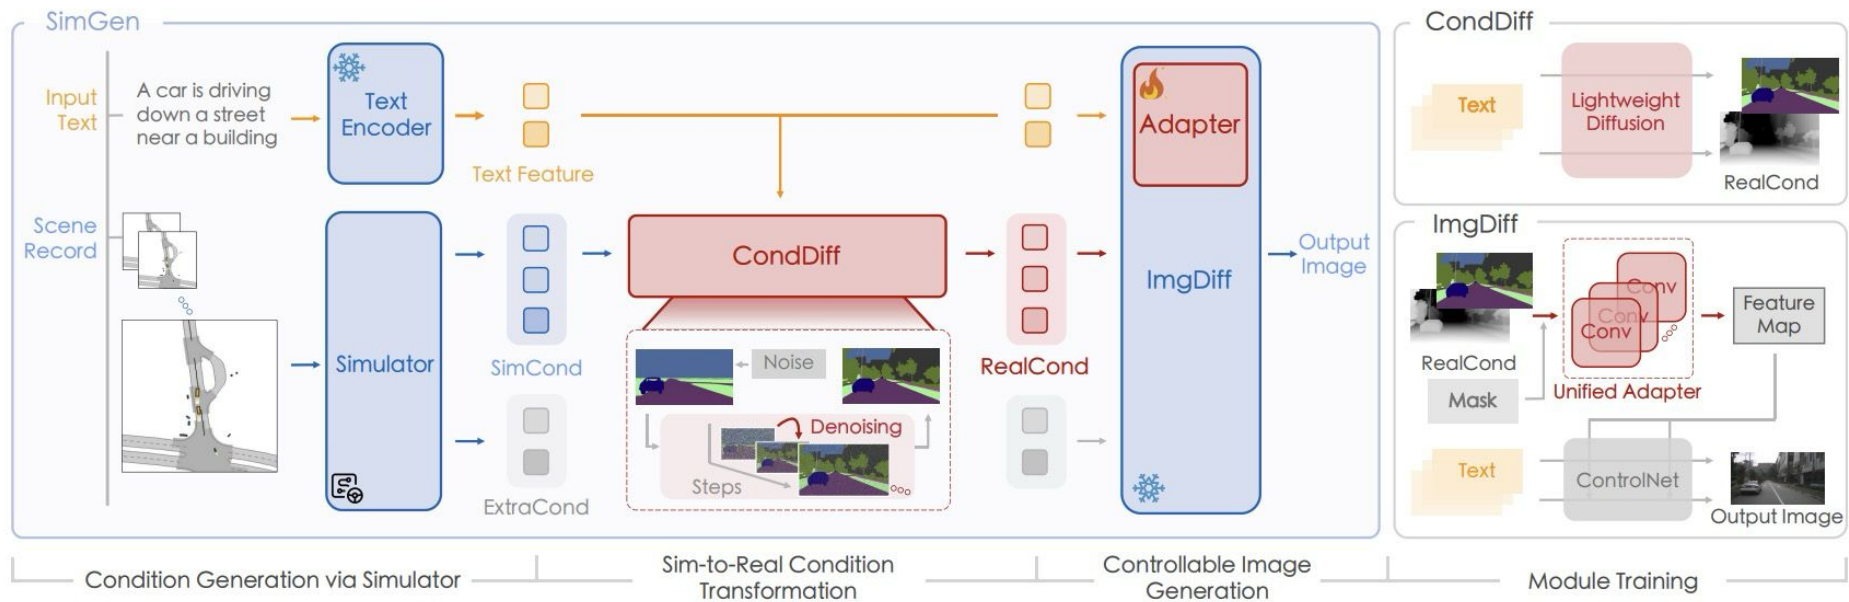 SimGen
Input
Text
A car is driving
down a street
near a building
Text
Encoder
Text Feature
Adapter
Scene
Record
Simulator
SimCond
ExtraCond
CondDiff
Noise
Denoising
Steps
RealCond
ImgDiff
Output
Image
CondDiff
Text
Lightweight
Diffusion
RealCond
ImgDiff
RealCond
Mask
Conv
Conv
Conv
Unified Adapter
Feature
Map
Text
ControlNet
Output Image
Condition Generation via Simulator
Sim-to-Real Condition
Transformation
Controllable Image
Generation
Module Training